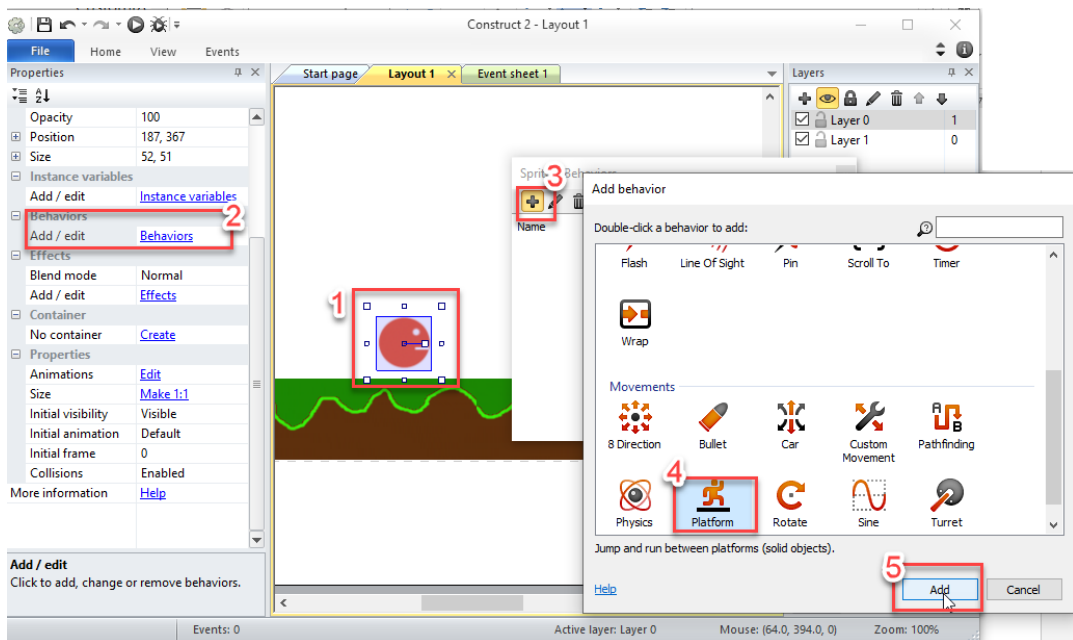 Construct 2 - Layout 1
File Home View Events
Properties
Opacity 100
Position 187, 367
Size 52, 51
Instance variables
Add / edit Instance variables
Behaviors
Add / edit Behaviors
2
Effects
Blend mode Normal
Add / edit Effects
Container
No container Create
Properties
Animations Edit
Size Make 1:1
Initial visibility Visible
Initial animation Default
Initial frame 0
Collisions Enabled
More information Help
Add / edit
Click to add, change or remove behaviors.
Start page Layout 1 Event sheet 1
1
Layers
Layer 0 1
Layer 1 0
3
Name
Add behavior
Double-click a behavior to add:
Flash Line Of Sight Pin Scroll To Timer
Wrap
Movements
8 Direction Bullet Car Custom Movement Pathfinding
4
Physics Platform Rotate Sine Turret
Jump and run between platforms (solid objects).
5
Help Add Cancel
Events: 0 Active layer: Layer 0 Mouse: (64.0, 394.0, 0) Zoom: 100%